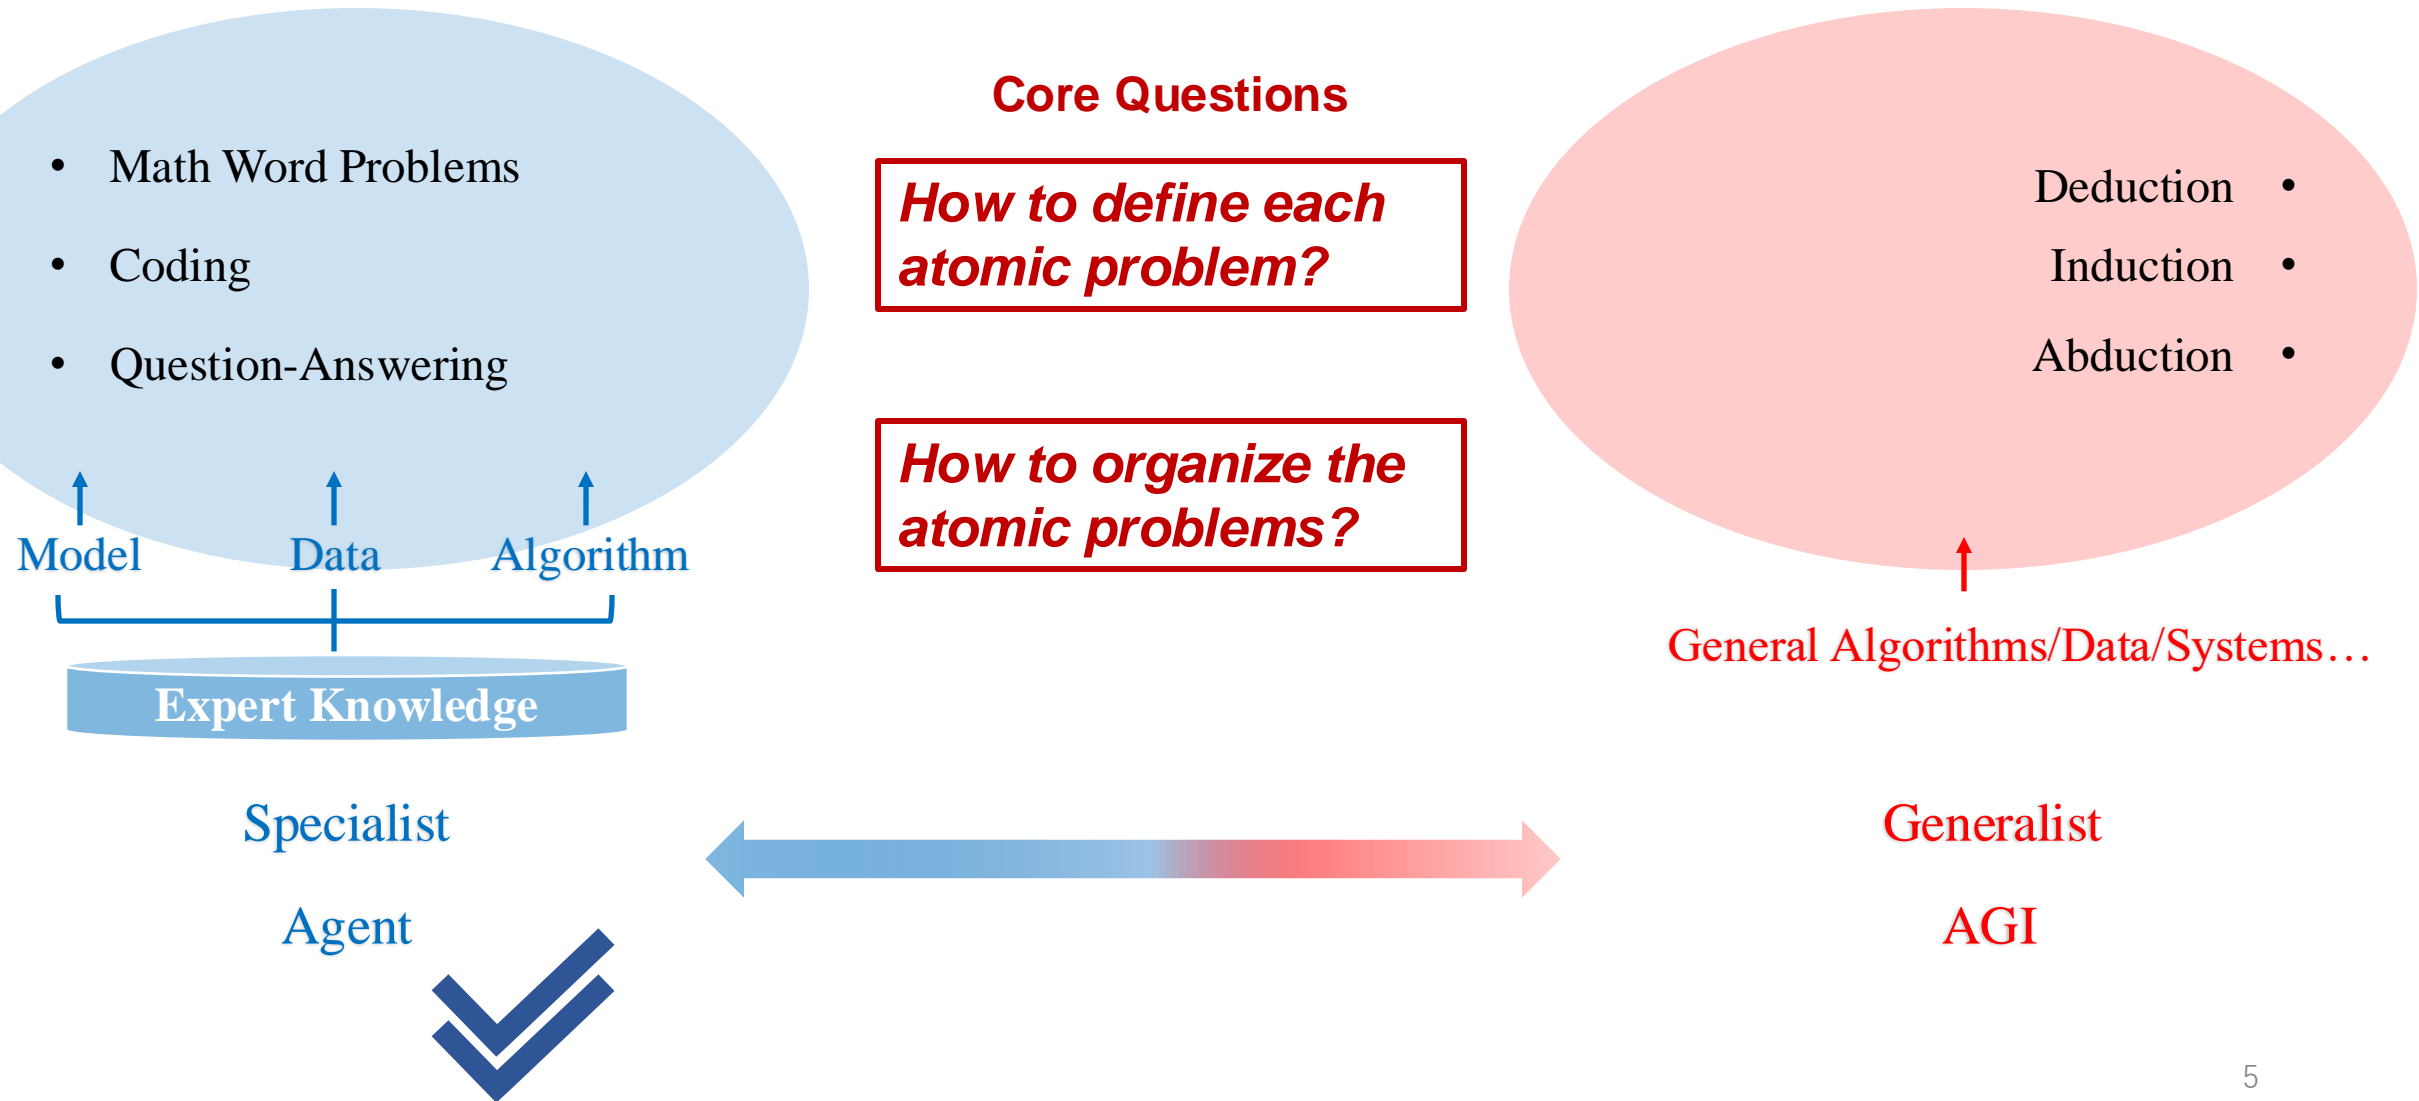 • Math Word Problems
• Coding
• Question-Answering
Model Data Algorithm
Expert Knowledge
Specialist
Agent
Core Questions
How to define each
atomic problem?
How to organize the
atomic problems?
Deduction •
Induction •
Abduction •
General Algorithms/Data/Systems…
Generalist
AGI
5